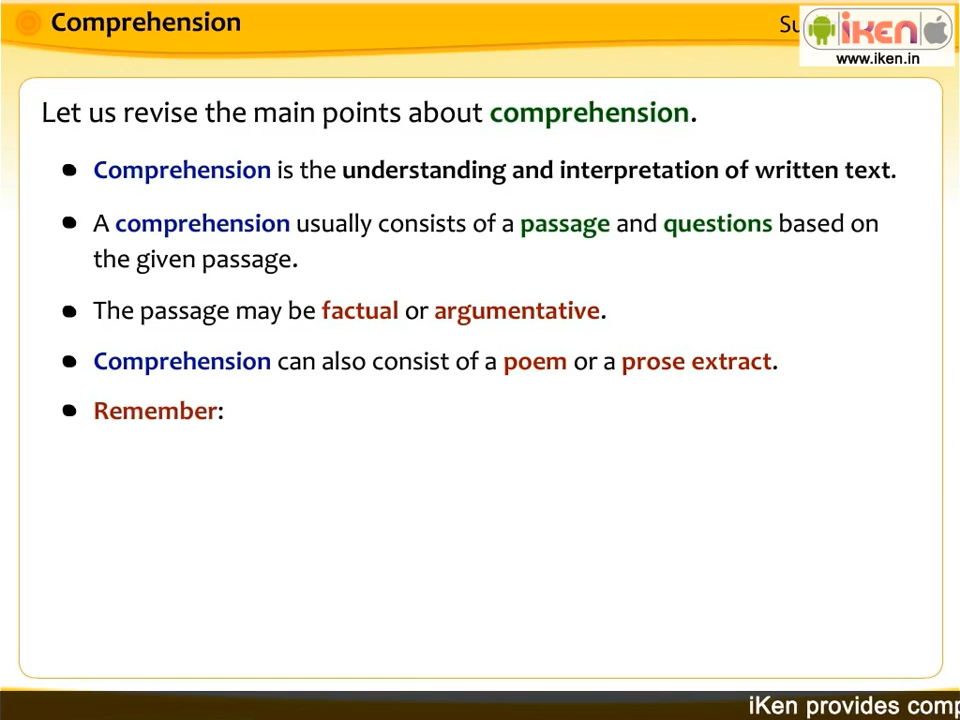 Comprehension
Su
iken
www.iken.in
Let us revise the main points about comprehension.
Comprehension is the understanding and interpretation of written text.
A comprehension usually consists of a passage and questions based on
the given passage.
The passage may be factual or argumentative.
Comprehension can also consist of a poem or a prose extract.
Remember:
iKen provides comp